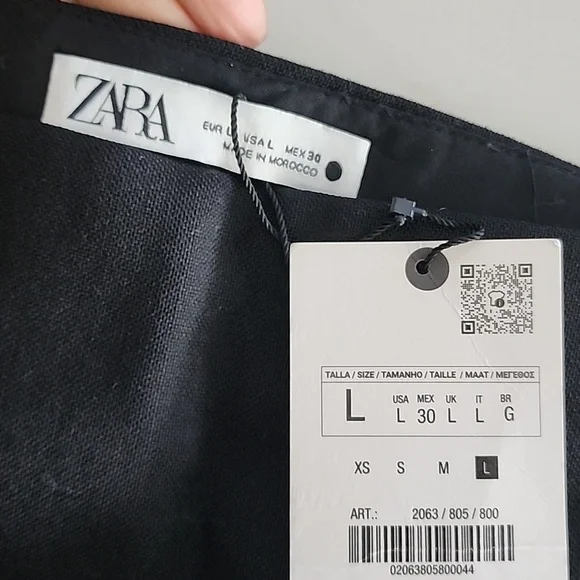 ZARA
EUR L USA L MEX 30
MADE IN MOROCCO
TALLA / SIZE / TAMANHO / TAILLE / MAAT / ΜΕΓΕΘΟΣ
L
USA MEX UK IT BR
L 30 L L G
XS S M L
ART.: 2063 / 805 / 800
02063805800044